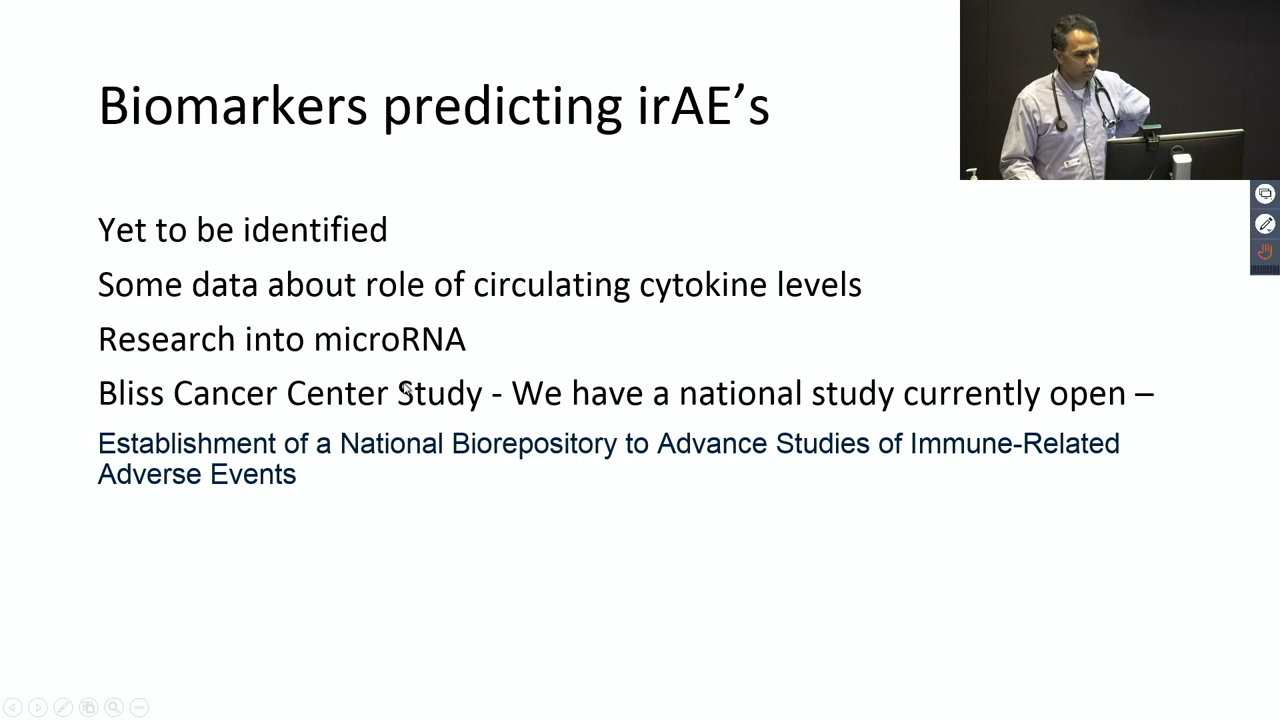 Biomarkers predicting irAE’s
Yet to be identified
Some data about role of circulating cytokine levels
Research into microRNA
Bliss Cancer Center Study - We have a national study currently open –
Establishment of a National Biorepository to Advance Studies of Immune-Related
Adverse Events